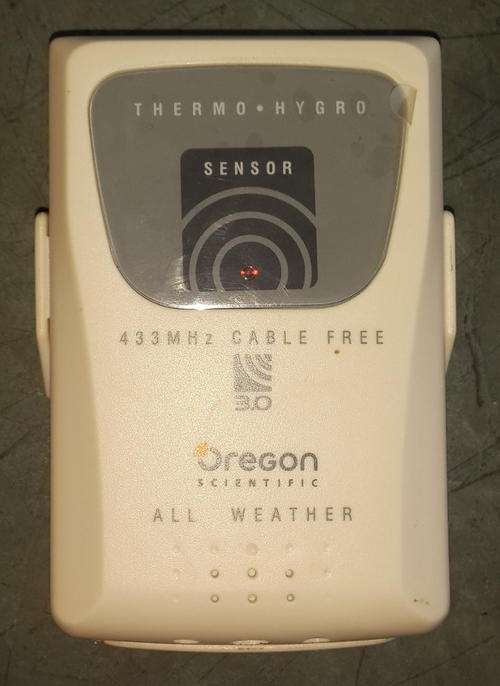 THERMO•HYGRO
SENSOR
433MHz CABLE FREE
3.0
Oregon
SCIENTIFIC
ALL WEATHER